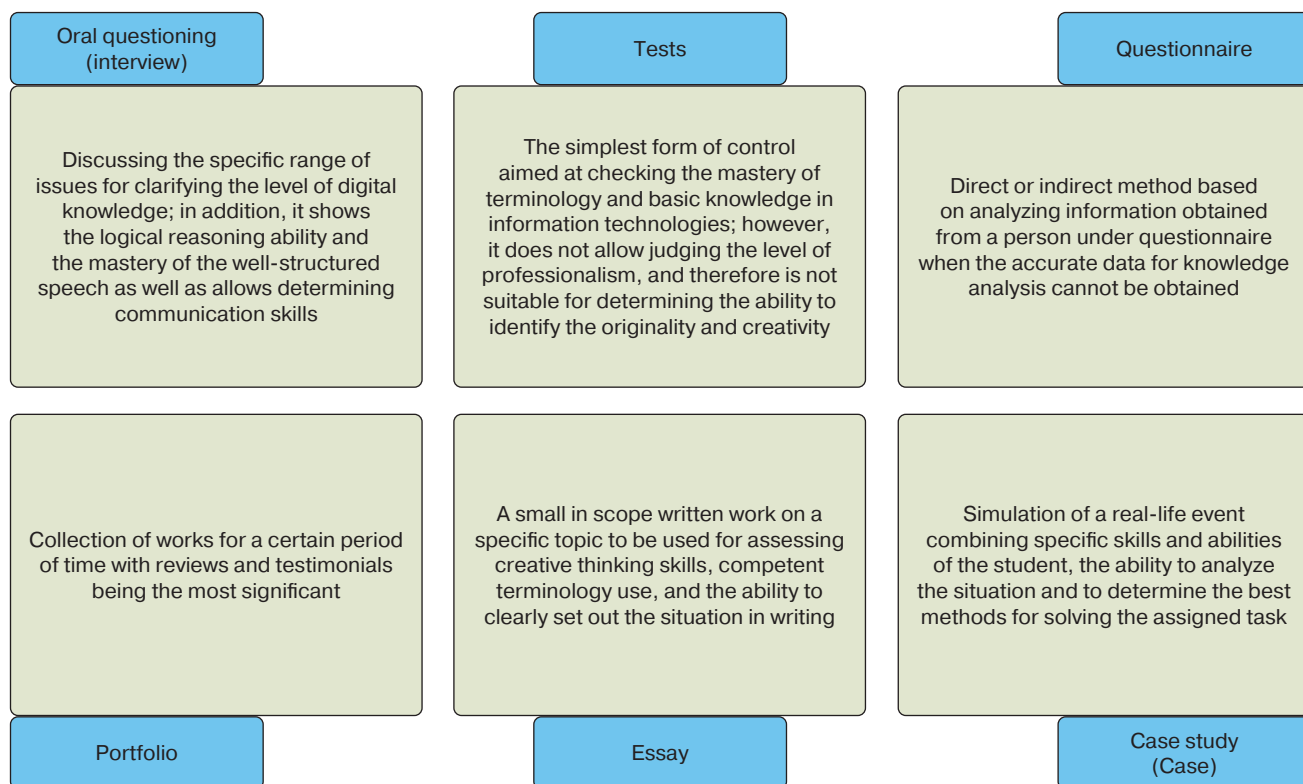 Oral questioning
(interview)
Discussing the specific range of
issues for clarifying the level of digital
knowledge; in addition, it shows
the logical reasoning ability and
the mastery of the well-structured
speech as well as allows determining
communication skills
Tests
The simplest form of control
aimed at checking the mastery of
terminology and basic knowledge in
information technologies; however,
it does not allow judging the level of
professionalism, and therefore is not
suitable for determining the ability to
identify the originality and creativity
Questionnaire
Direct or indirect method based
on analyzing information obtained
from a person under questionnaire
when the accurate data for knowledge
analysis cannot be obtained
Collection of works for a certain period
of time with reviews and testimonials
being the most significant
Portfolio
A small in scope written work on a
specific topic to be used for assessing
creative thinking skills, competent
terminology use, and the ability to
clearly set out the situation in writing
Essay
Simulation of a real-life event
combining specific skills and abilities
of the student, the ability to analyze
the situation and to determine the best
methods for solving the assigned task
Case study
(Case)